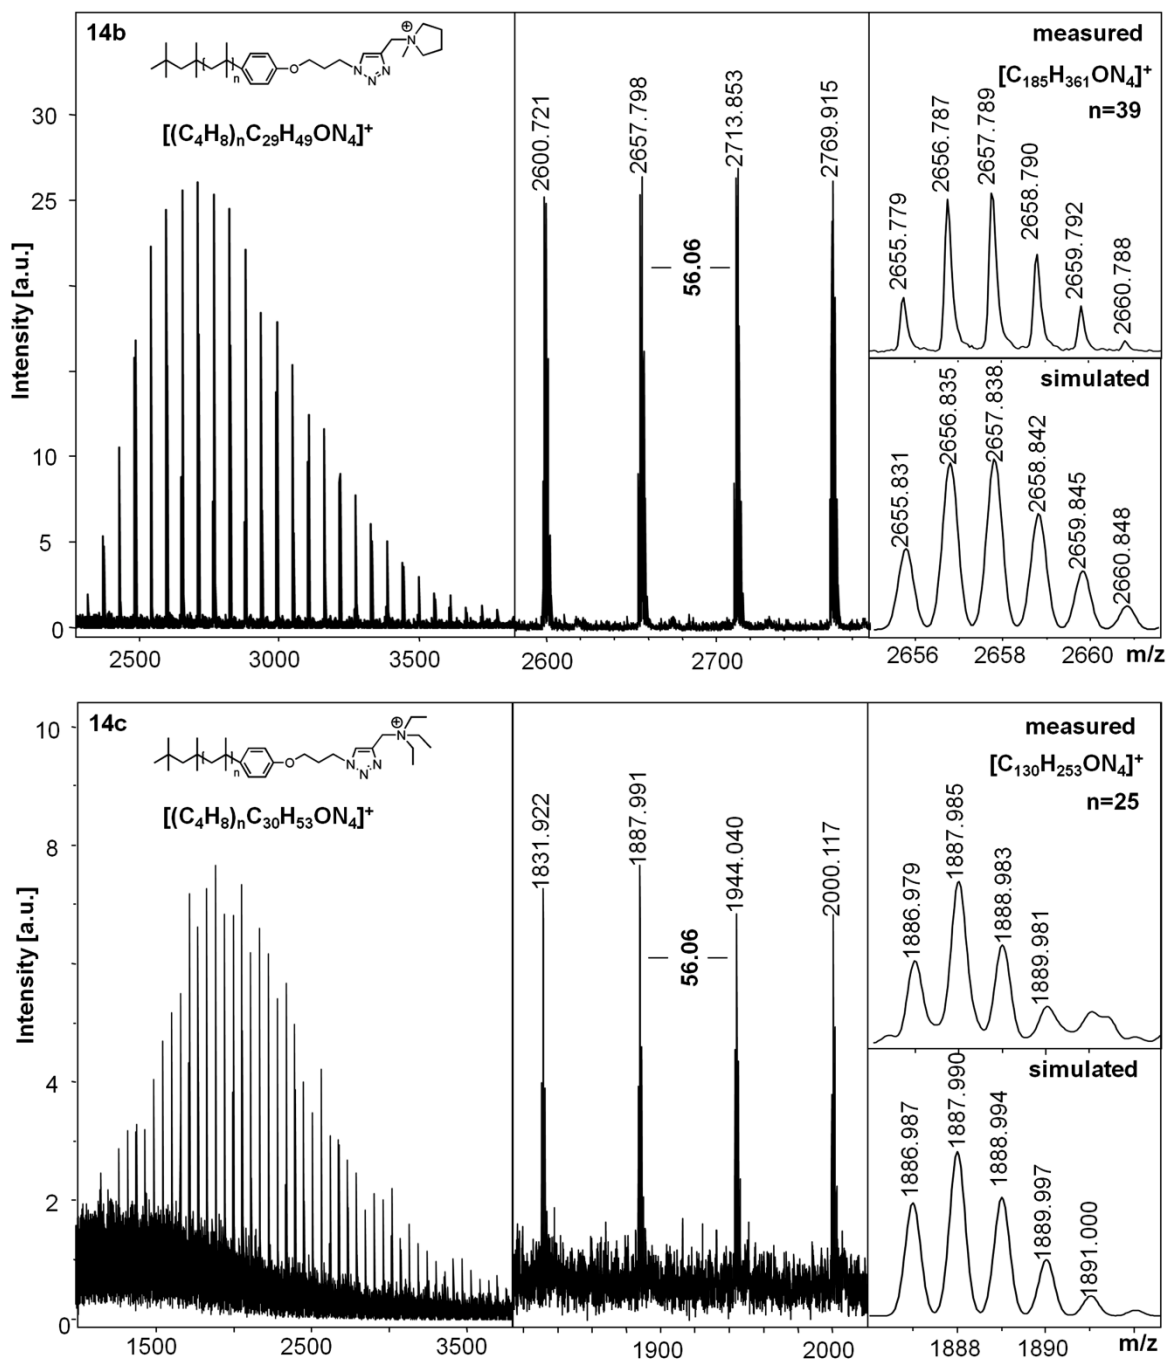 14b
⊕
N
n
O
N
N
N
[(C₄H₈)ₙC₂₉H₄₉ON₄]⁺
Intensity [a.u.]
30
25
10
5
0
2500
3000
3500
2600.721
2657.798
2713.853
2769.915
56.06
2600
2700
measured
[C₁₈₅H₃₆₁ON₄]⁺
n=39
2655.779
2656.787
2657.789
2658.790
2659.792
2660.788
simulated
2655.831
2656.835
2657.838
2658.842
2659.845
2660.848
2656
2658
2660
m/z
14c
⊕
N
n
O
N
N
N
[(C₄H₈)ₙC₃₀H₅₃ON₄]⁺
Intensity [a.u.]
10
8
4
2
0
1500
2500
3500
1831.922
1887.991
1944.040
2000.117
56.06
1900
2000
measured
[C₁₃₀H₂₅₃ON₄]⁺
n=25
1886.979
1887.985
1888.983
1889.981
simulated
1886.987
1887.990
1888.994
1889.997
1891.000
1888
1890
m/z